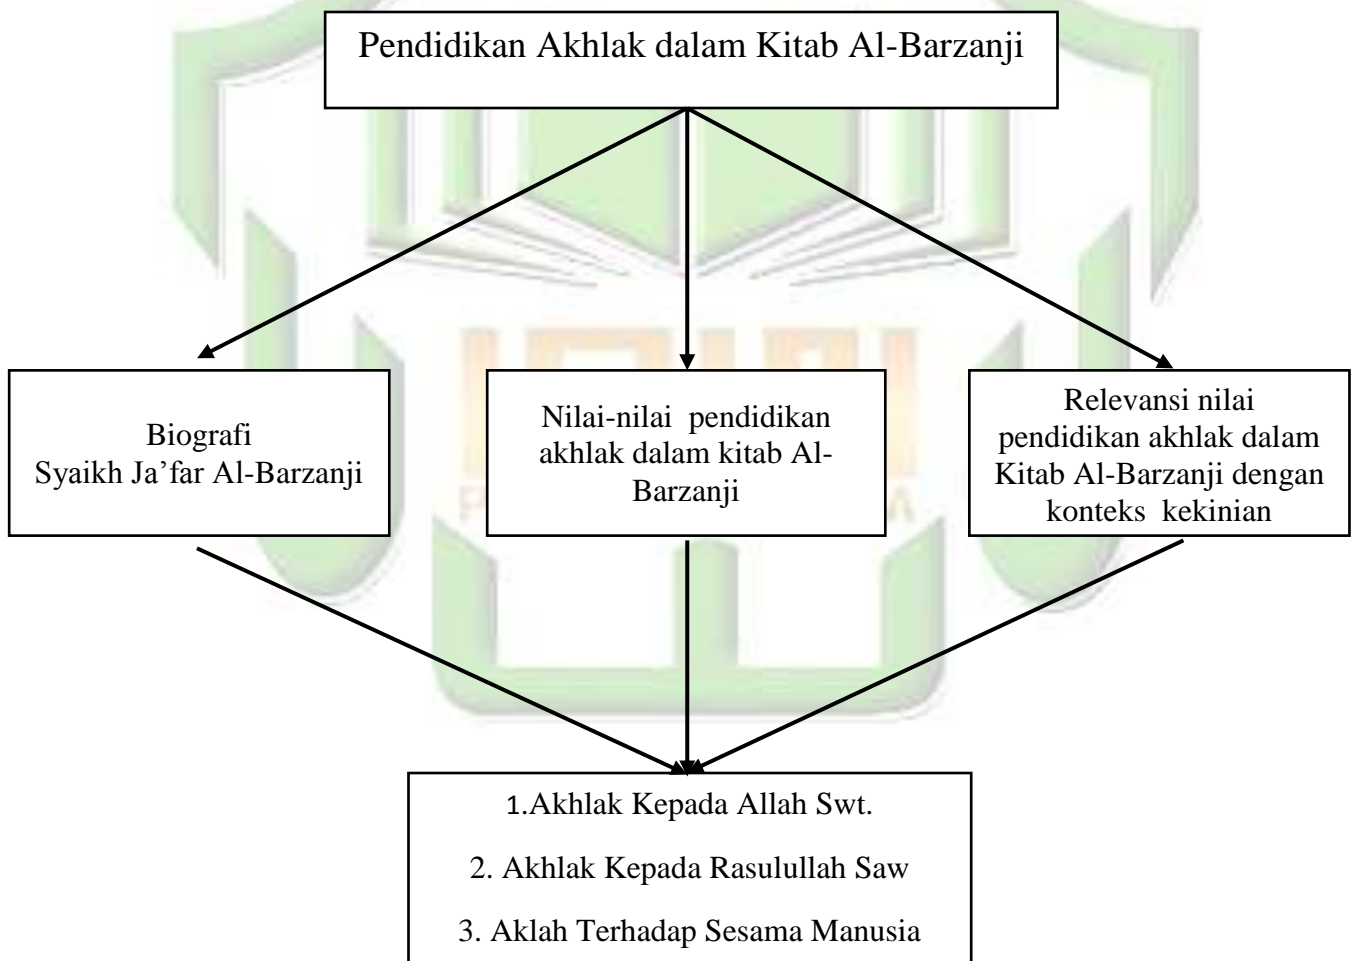 Pendidikan Akhlak dalam Kitab Al-Barzanji
Biografi
Syaikh Ja’far Al-Barzanji
Nilai-nilai pendidikan
akhlak dalam kitab Al-
Barzanji
Relevansi nilai
pendidikan akhlak dalam
Kitab Al-Barzanji dengan
konteks kekinian
1.Akhlak Kepada Allah Swt.
2. Akhlak Kepada Rasulullah Saw
3. Aklah Terhadap Sesama Manusia